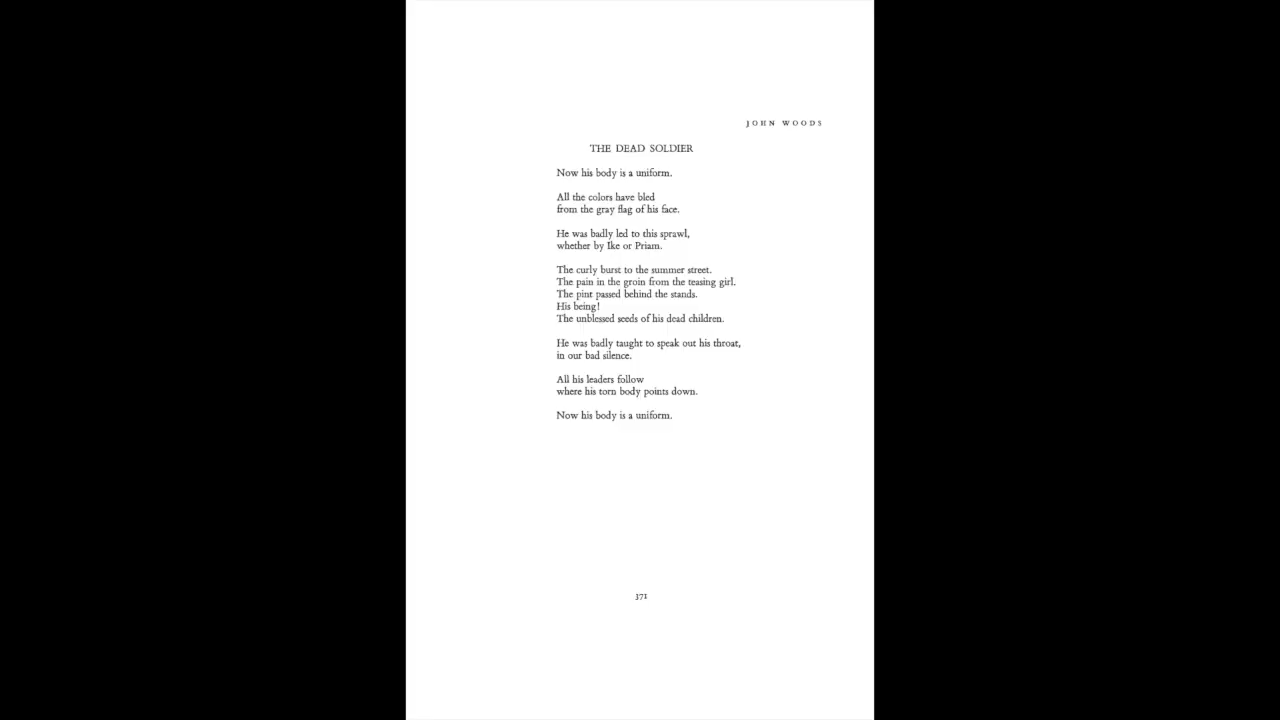 JOHN WOODS
THE DEAD SOLDIER
Now his body is a uniform.
All the colors have bled
from the gray flag of his face.
He was badly led to this sprawl,
whether by Ike or Priam.
The curly burst to the summer street.
The pain in the groin from the teasing girl.
The pint passed behind the stands.
His being!
The unblessed seeds of his dead children.
He was badly taught to speak out his throat,
in our bad silence.
All his leaders follow
where his torn body points down.
Now his body is a uniform.
371